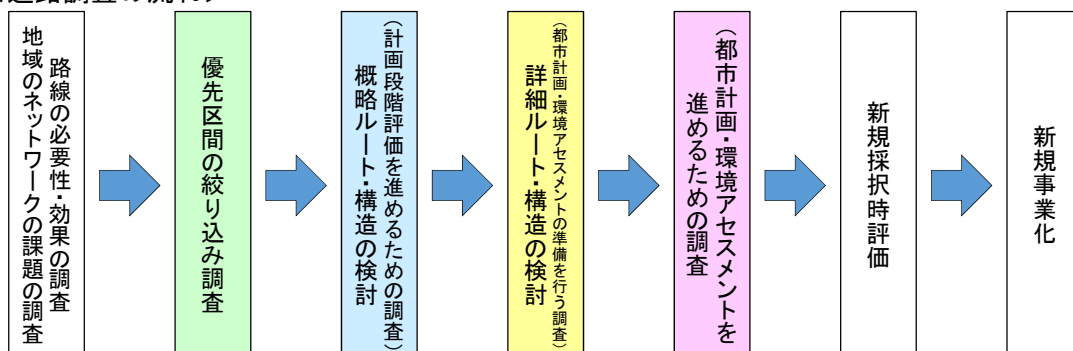 道路調査の流れ
路線の必要性・効果の調査
地域のネットワークの課題の調査
優先区間の絞り込み調査
（計画段階評価を進めるための調査）
概略ルート・構造の検討
（都市計画・環境アセスメントの準備を行う調査）
詳細ルート・構造の検討
（都市計画・環境アセスメントを
進めるための調査
新規採択時評価
新規事業化